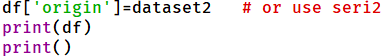 df['origin']=dataset2   # or use seri2
print(df)
print()